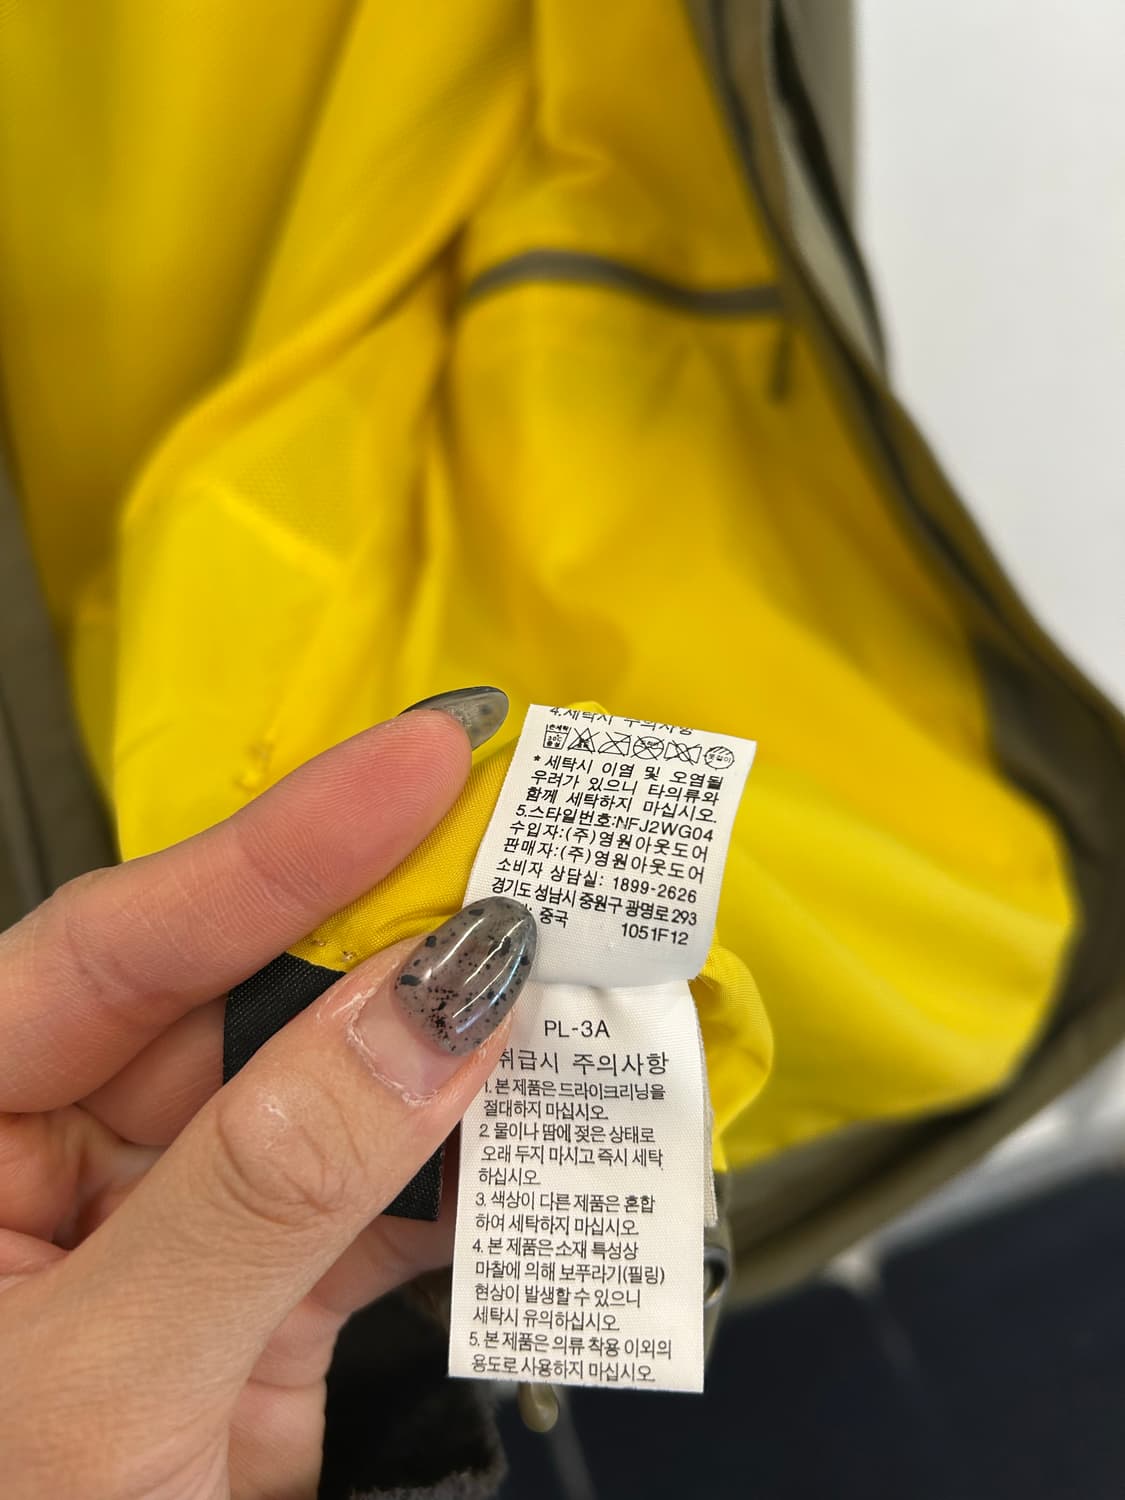 4.세탁시 주의사항
* 세탁시 이염 및 오염될
우려가 있으니 타의류와
함께 세탁하지 마십시오.
5.스타일번호:NFJ2WG04
수입자:(주)영원아웃도어
판매자:(주)영원아웃도어
소비자 상담실: 1899-2626
경기도 성남시 중원구 광명로 293
: 중국 1051F12
PL-3A
취급시 주의사항
1. 본 제품은 드라이크리닝을
절대하지 마십시오.
2. 물이나 땀에 젖은 상태로
오래 두지 마시고 즉시 세탁
하십시오.
3. 색상이 다른 제품은 혼합
하여 세탁하지 마십시오.
4. 본 제품은 소재 특성상
마찰에 의해 보푸라기(필링)
현상이 발생할 수 있으니
세탁시 유의하십시오.
5. 본 제품은 의류 착용 이외의
용도로 사용하지 마십시오.